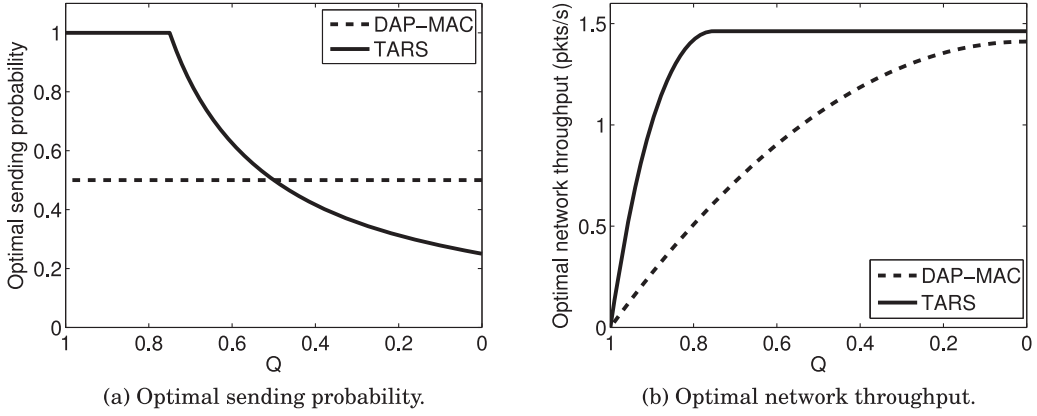 Optimal sending probability
1
0.8
0.6
0.4
0.2
0
1
0.8
0.6
0.4
0.2
0
Q
DAP−MAC
TARS
(a) Optimal sending probability.
Optimal network throughput (pkts/s)
1.5
1
0.5
0
1
0.8
0.6
0.4
0.2
0
Q
DAP−MAC
TARS
(b) Optimal network throughput.